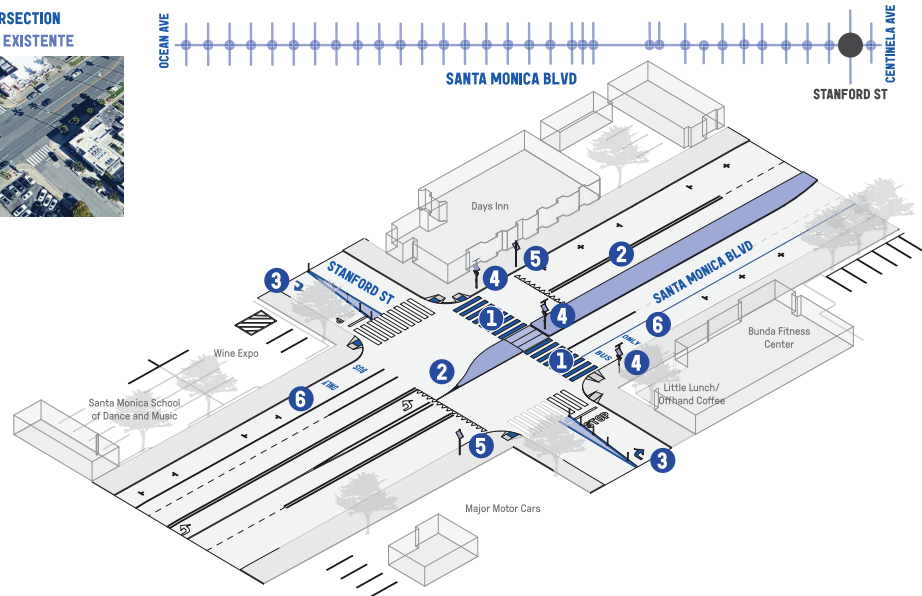 RSECTION
EXISTENTE
OCEAN AVE
SANTA MONICA BLVD
CENTINELA AVE
STANFORD ST
Days Inn
5
2
4
3
STANFORD ST
1
4
SANTA MONICA BLVD
6
ONLY
BUS
4
Bunda Fitness
Center
1
Wine Expo
2
BUS
ONLY
6
Little Lunch/
Offhand Coffee
Santa Monica School
of Dance and Music
STOP
5
3
Major Motor Cars